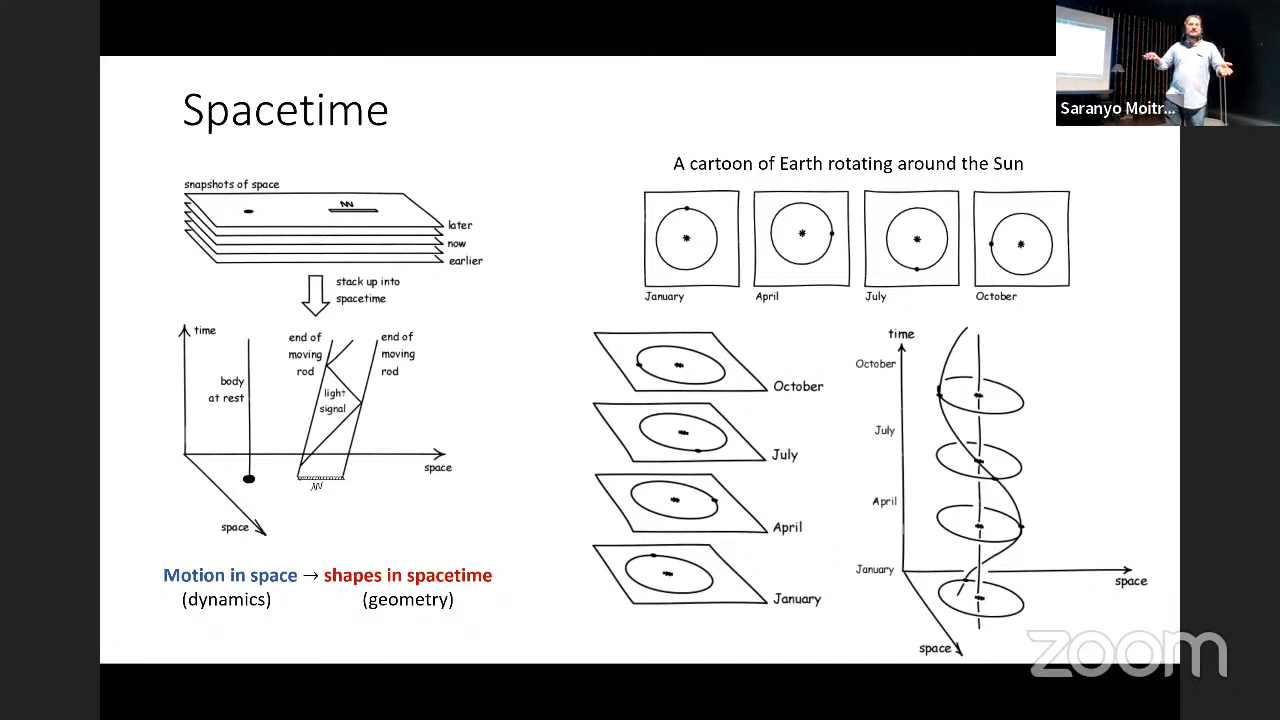 Spacetime
Saranyo Moitr...
A cartoon of Earth rotating around the Sun
snapshots of space
later
now
earlier
stack up into
spacetime
time
body
at rest
end of
moving
rod
light
signal
end of
moving
rod
space
space
Motion in space → shapes in spacetime
(dynamics) (geometry)
January
April
July
October
October
July
April
January
time
October
July
April
January
space
space
zoom